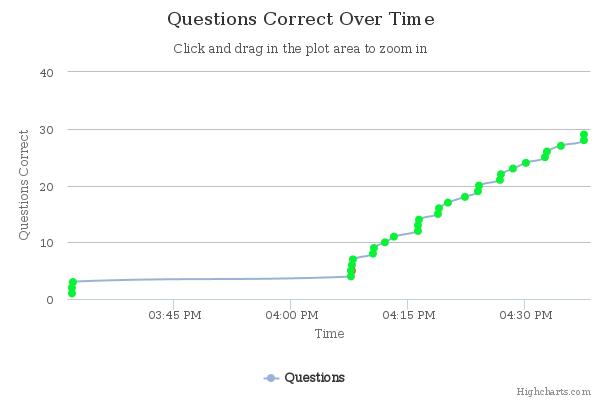 Questions Correct Over Time
Click and drag in the plot area to zoom in
Questions Correct
40
30
20
10
0
03:45 PM
04:00 PM
04:15 PM
04:30 PM
Time
Questions
Highcharts.com